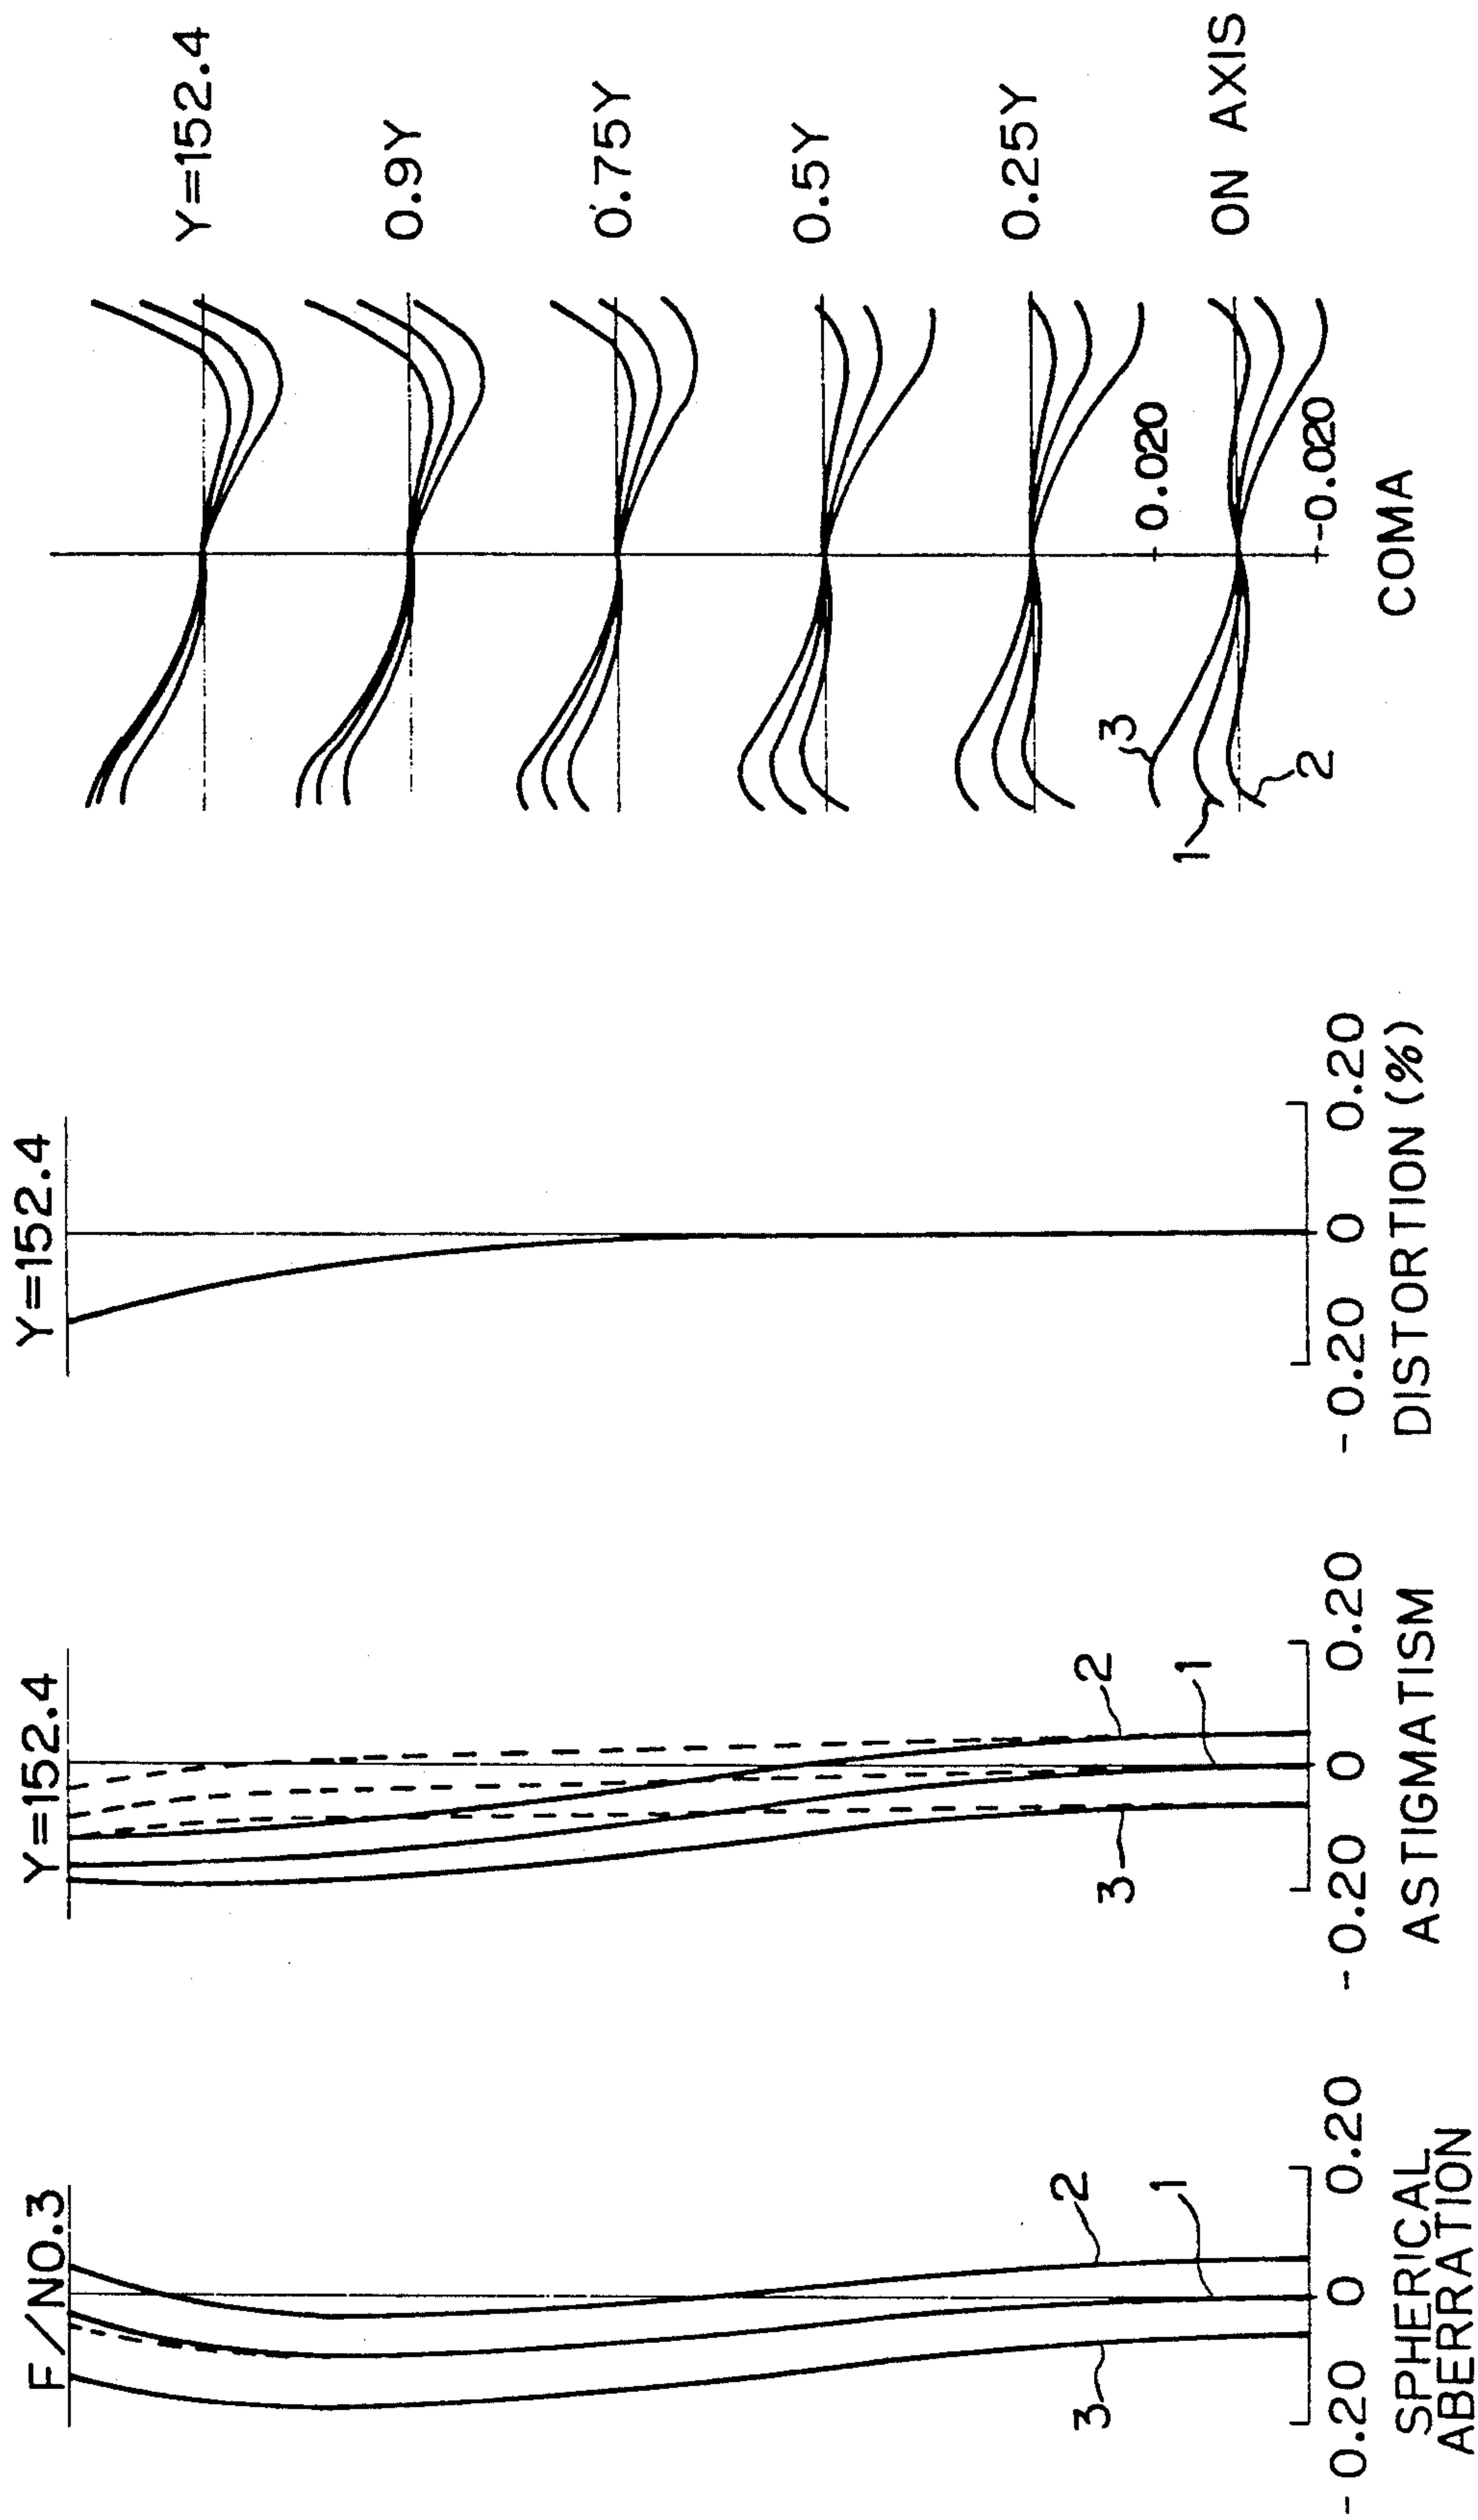 F/NO.3
2
1
3
-0.20 0 0.20
SPHERICAL
ABERRATION
Y=152.4
2
1
3
-0.20 0 0.20
ASTIGMATISM
Y=152.4
-0.20 0 0.20
DISTORTION (%)
Y=152.4
0.9Y
0.75Y
0.5Y
0.25Y
0.020
ON AXIS
3
1
2
-0.020
COMA